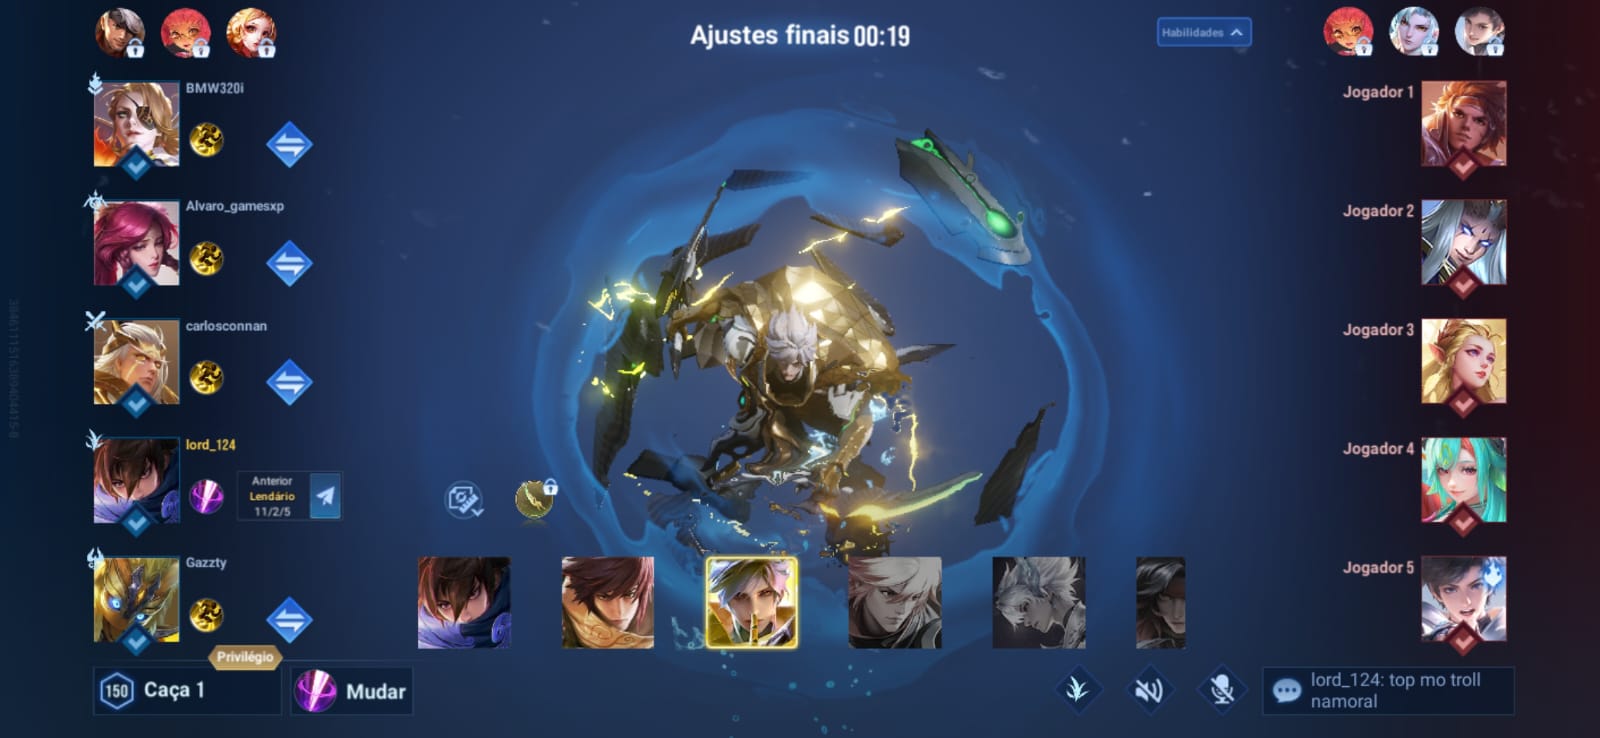 Ajustes finais 00:19
Habilidades
BMW320i
Alvaro_gamesxp
carlosconnan
lord_124
Anterior
Lendário
11/2/5
Gazzty
Privilégio
150 Caça 1
Mudar
Jogador 1
Jogador 2
Jogador 3
Jogador 4
Jogador 5
lord_124: top mo troll
namoral